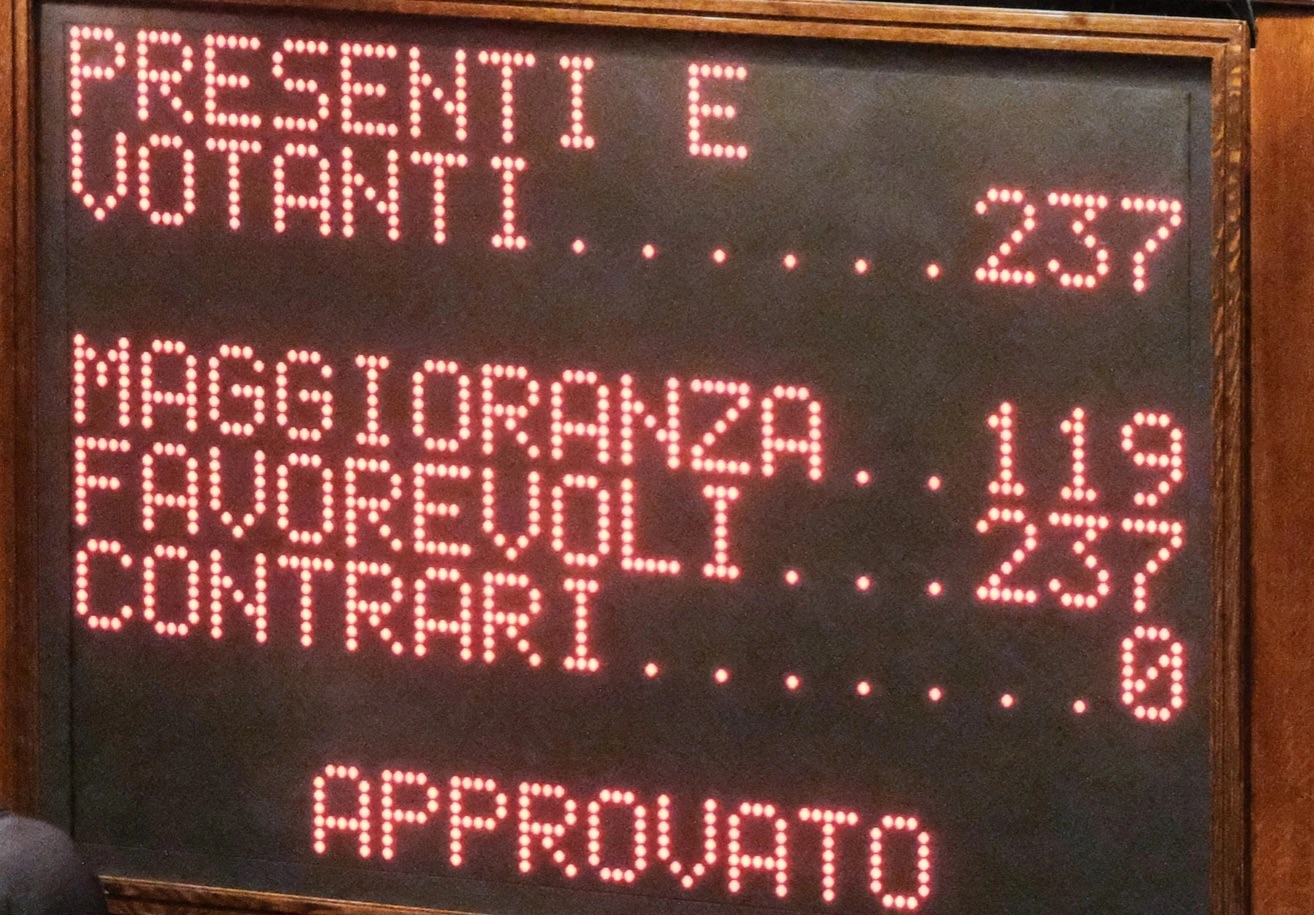 PRESENTI E
VOTANTI......237
MAGGIORANZA..119
FAVOREVOLI...237
CONTRARI.......0
APPROVATO